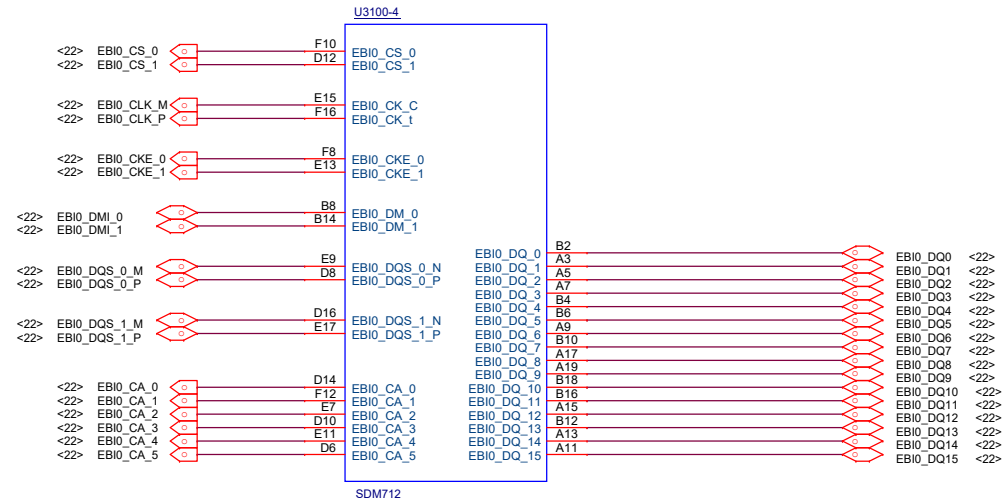 U3100-4
<22> EBI0_CS_0 F10 EBI0_CS_0
<22> EBI0_CS_1 D12 EBI0_CS_1
<22> EBI0_CLK_M E15 EBI0_CK_C
<22> EBI0_CLK_P F16 EBI0_CK_t
<22> EBI0_CKE_0 F8 EBI0_CKE_0
<22> EBI0_CKE_1 E13 EBI0_CKE_1
<22> EBI0_DMI_0 B8 EBI0_DM_0
<22> EBI0_DMI_1 B14 EBI0_DM_1
<22> EBI0_DQS_0_M E9 EBI0_DQS_0_N
<22> EBI0_DQS_0_P D8 EBI0_DQS_0_P
<22> EBI0_DQS_1_M D16 EBI0_DQS_1_N
<22> EBI0_DQS_1_P E17 EBI0_DQS_1_P
<22> EBI0_CA_0 D14 EBI0_CA_0
<22> EBI0_CA_1 F12 EBI0_CA_1
<22> EBI0_CA_2 E7 EBI0_CA_2
<22> EBI0_CA_3 D10 EBI0_CA_3
<22> EBI0_CA_4 E11 EBI0_CA_4
<22> EBI0_CA_5 D6 EBI0_CA_5
EBI0_DQ_0 B2 EBI0_DQ0 <22>
EBI0_DQ_1 A3 EBI0_DQ1 <22>
EBI0_DQ_2 A5 EBI0_DQ2 <22>
EBI0_DQ_3 A7 EBI0_DQ3 <22>
EBI0_DQ_4 B4 EBI0_DQ4 <22>
EBI0_DQ_5 B6 EBI0_DQ5 <22>
EBI0_DQ_6 A9 EBI0_DQ6 <22>
EBI0_DQ_7 B10 EBI0_DQ7 <22>
EBI0_DQ_8 A17 EBI0_DQ8 <22>
EBI0_DQ_9 A19 EBI0_DQ9 <22>
EBI0_DQ_10 B18 EBI0_DQ10 <22>
EBI0_DQ_11 B16 EBI0_DQ11 <22>
EBI0_DQ_12 A15 EBI0_DQ12 <22>
EBI0_DQ_13 B12 EBI0_DQ13 <22>
EBI0_DQ_14 A13 EBI0_DQ14 <22>
EBI0_DQ_15 A11 EBI0_DQ15 <22>
SDM712